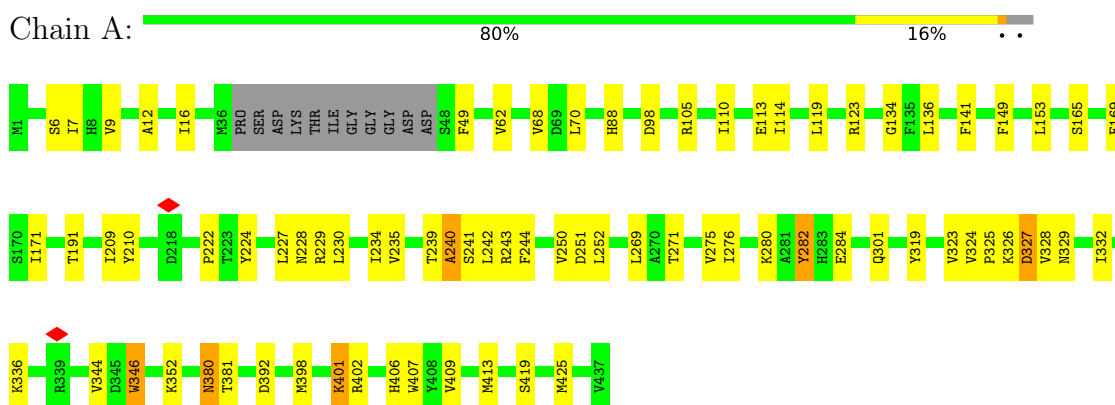 Chain A:
80% 16% • •
M1 S6 I7 H8 V9 A12 I16 M36 PRO SER ASP LYS THR ILE GLY GLY GLY ASP ASP S48 F49 V62 V68 D69 L70 H88 D98 R105 I110 E113 I114 L119 R123 G134 F135 L136 F141 F149 L153 S165
S170 I171 T191 I209 Y210 D218 P222 T223 Y224 L227 N228 R229 L230 I234 V235 T239 A240 S241 L242 R243 F244 V250 D251 L252 L269 A270 T271 V275 I276 K280 A281 Y282 H283 E284 Q301 Y319 V323 V324 P325 K326 D327 V328 N329 I332
K336 R339 V344 D345 W346 K352 N380 T381 D392 M398 K401 R402 H406 W407 Y408 V409 M413 S419 M425 V437